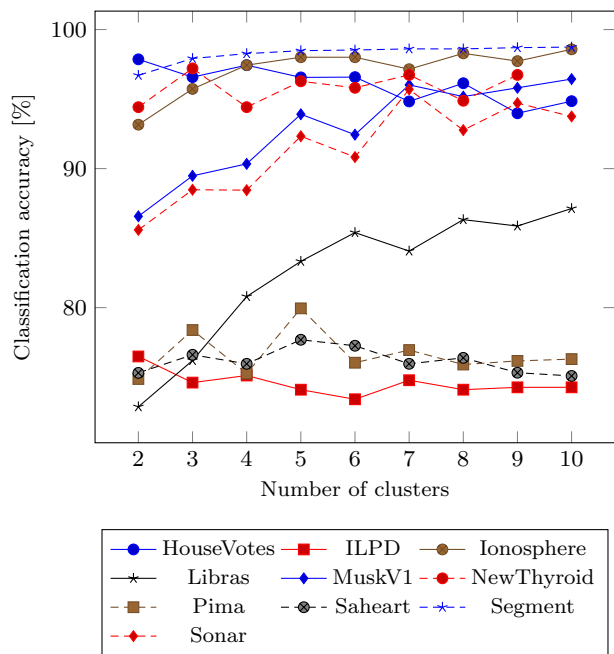 100
90
80
Classification accuracy [%]
2 3 4 5 6 7 8 9 10
Number of clusters
HouseVotes ILPD Ionosphere
Libras MuskV1 NewThyroid
Pima Saheart Segment
Sonar